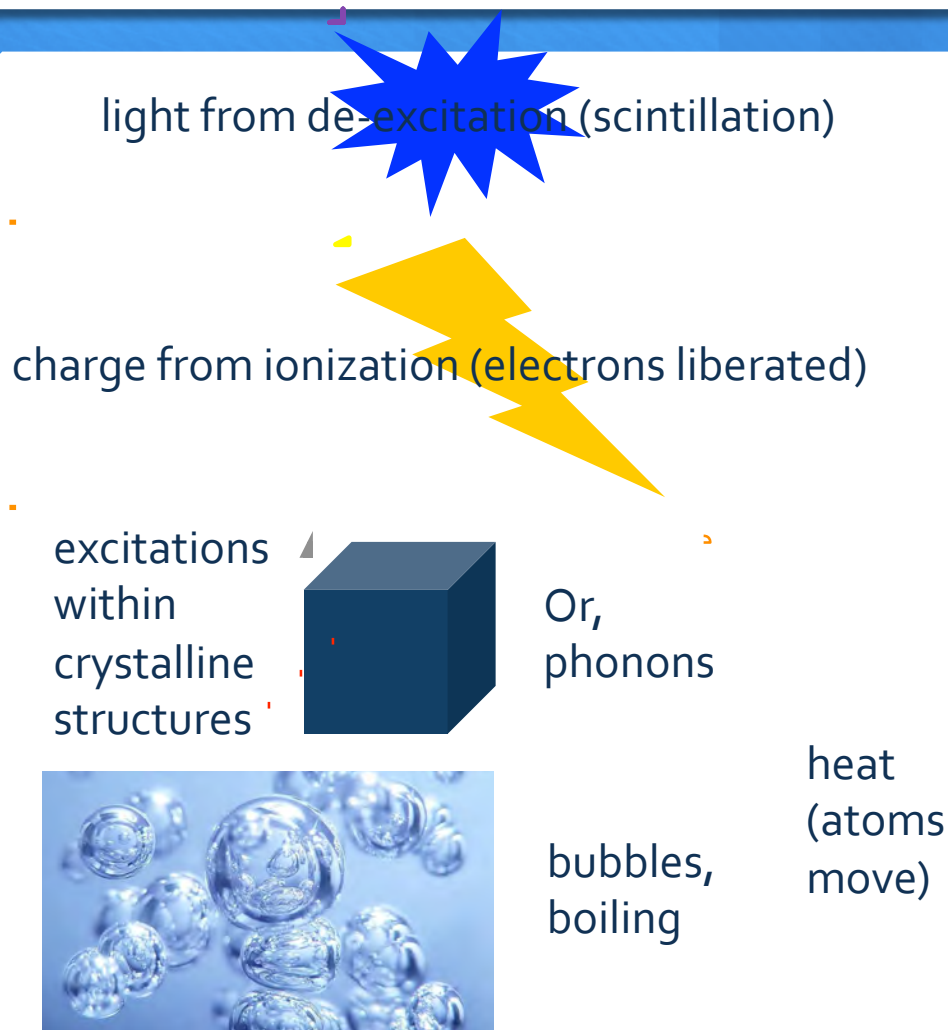 light from de-excitation (scintillation)
charge from ionization (electrons liberated)
excitations
within
crystalline
structures
Or,
phonons
heat
(atoms
move)
bubbles,
boiling